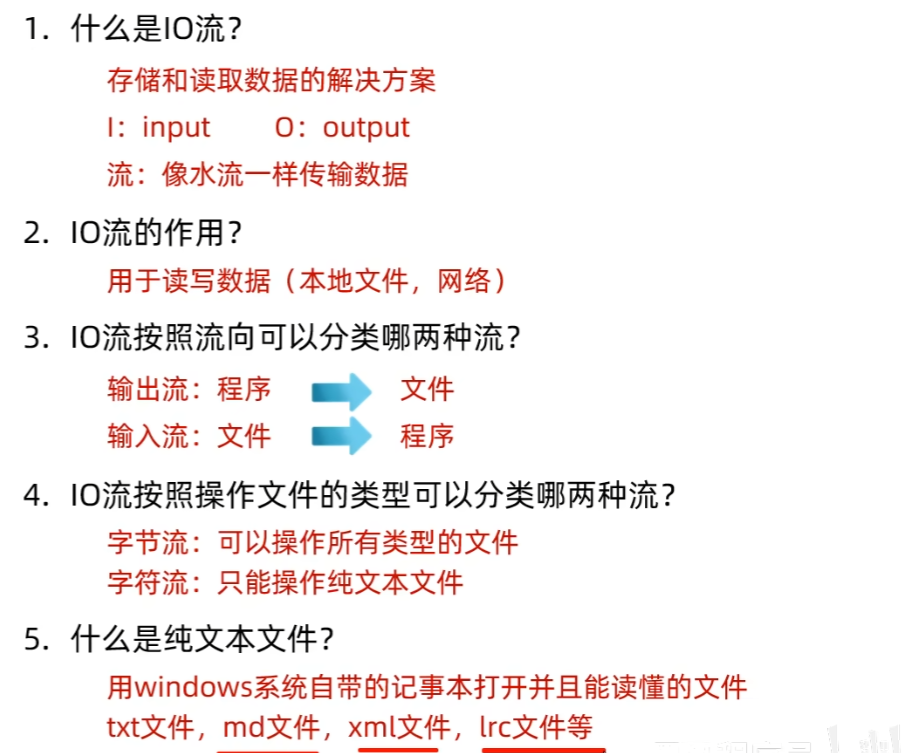 1. 什么是IO流?
存储和读取数据的解决方案
I: input O: output
流: 像水流一样传输数据
2. IO流的作用?
用于读写数据（本地文件, 网络）
3. IO流按照流向可以分类哪两种流?
输出流: 程序 文件
输入流: 文件 程序
4. IO流按照操作文件的类型可以分类哪两种流?
字节流: 可以操作所有类型的文件
字符流: 只能操作纯文本文件
5. 什么是纯文本文件?
用windows系统自带的记事本打开并且能读懂的文件
txt文件, md文件, xml文件, lrc文件等